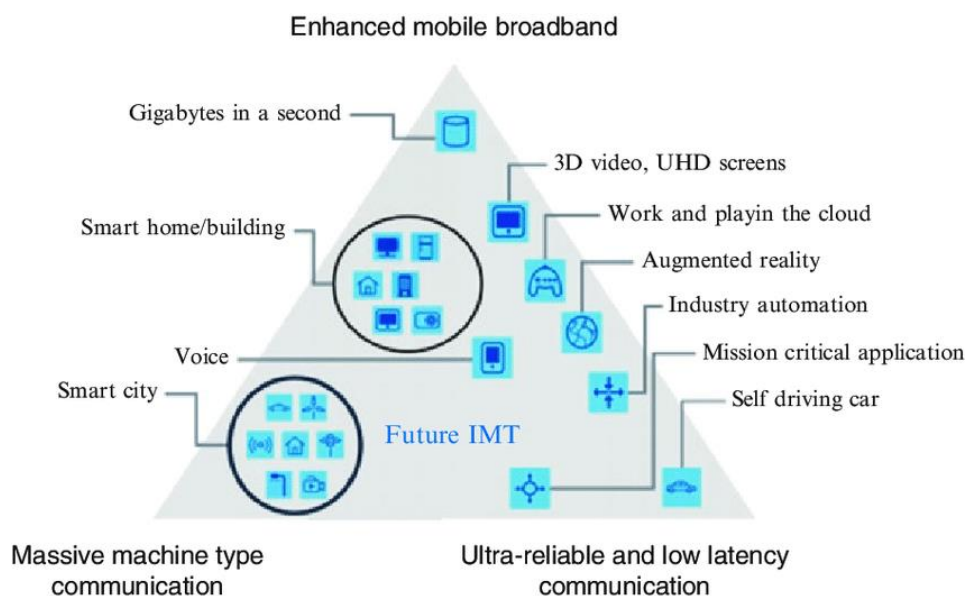 Enhanced mobile broadband
Gigabytes in a second
3D video, UHD screens
Smart home/building
Work and playin the cloud
Augmented reality
Industry automation
Voice
Mission critical application
Smart city
Self driving car
Future IMT
Massive machine type
communication
Ultra-reliable and low latency
communication